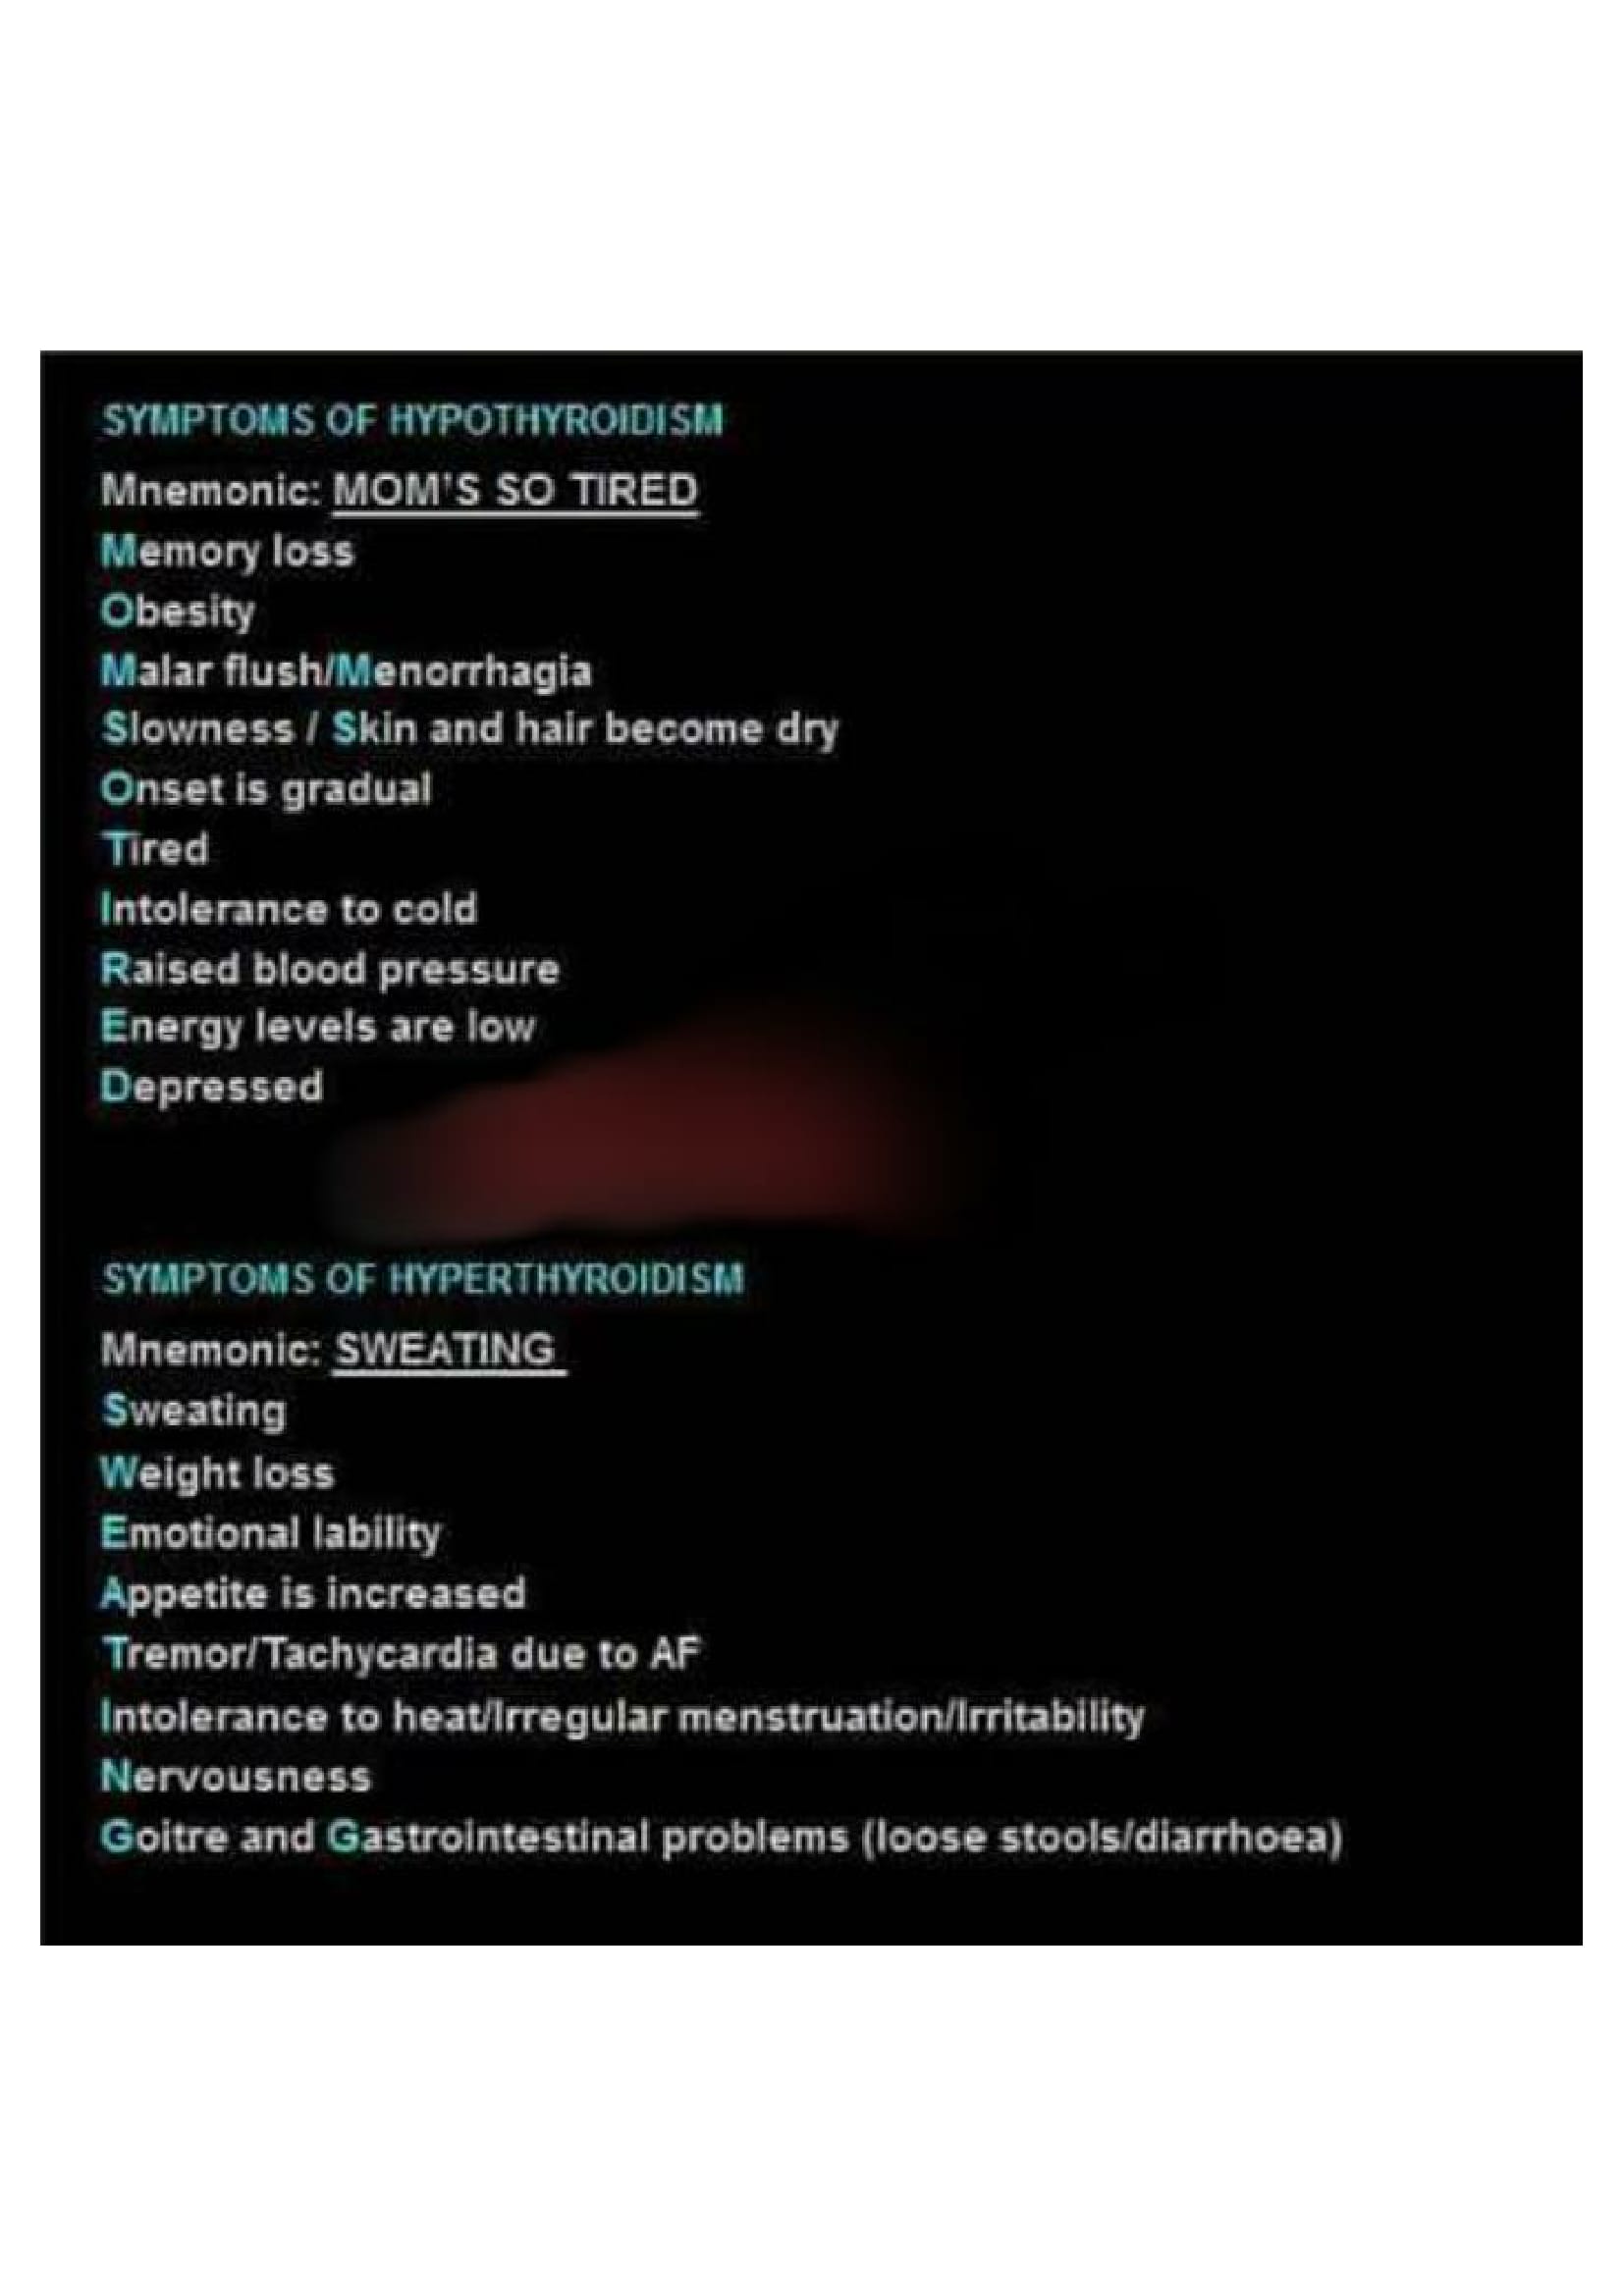 SYMPTOMS OF HYPOTHYROIDISM
Mnemonic: MOM'S SO TIRED
Memory loss
Obesity
Malar flush/Menorrhagia
Slowness / Skin and hair become dry
Onset is gradual
Tired
Intolerance to cold
Raised blood pressure
Energy levels are low
Depressed
SYMPTOMS OF HYPERTHYROIDISM
Mnemonic: SWEATING
Sweating
Weight loss
Emotional lability
Appetite is increased
Tremor/Tachycardia due to AF
Intolerance to heat/Irregular menstruation/Irritability
Nervousness
Goitre and Gastrointestinal problems (loose stools/diarrhoea)